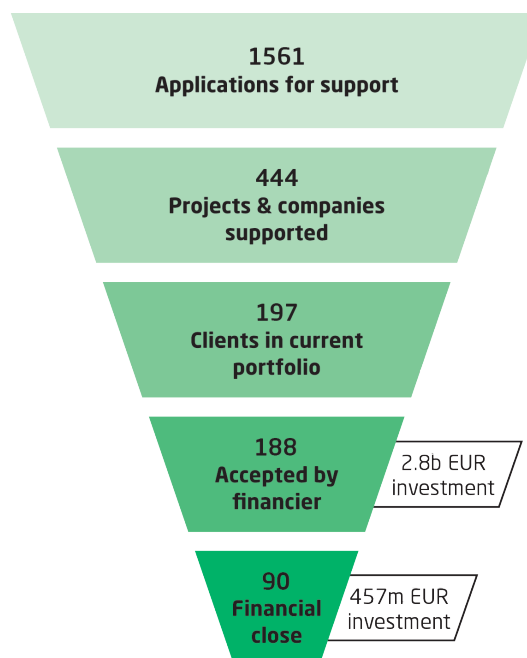 1561
Applications for support
444
Projects & companies
supported
197
Clients in current
portfolio
188
Accepted by
financier
2.8b EUR
investment
90
Financial
close
457m EUR
investment